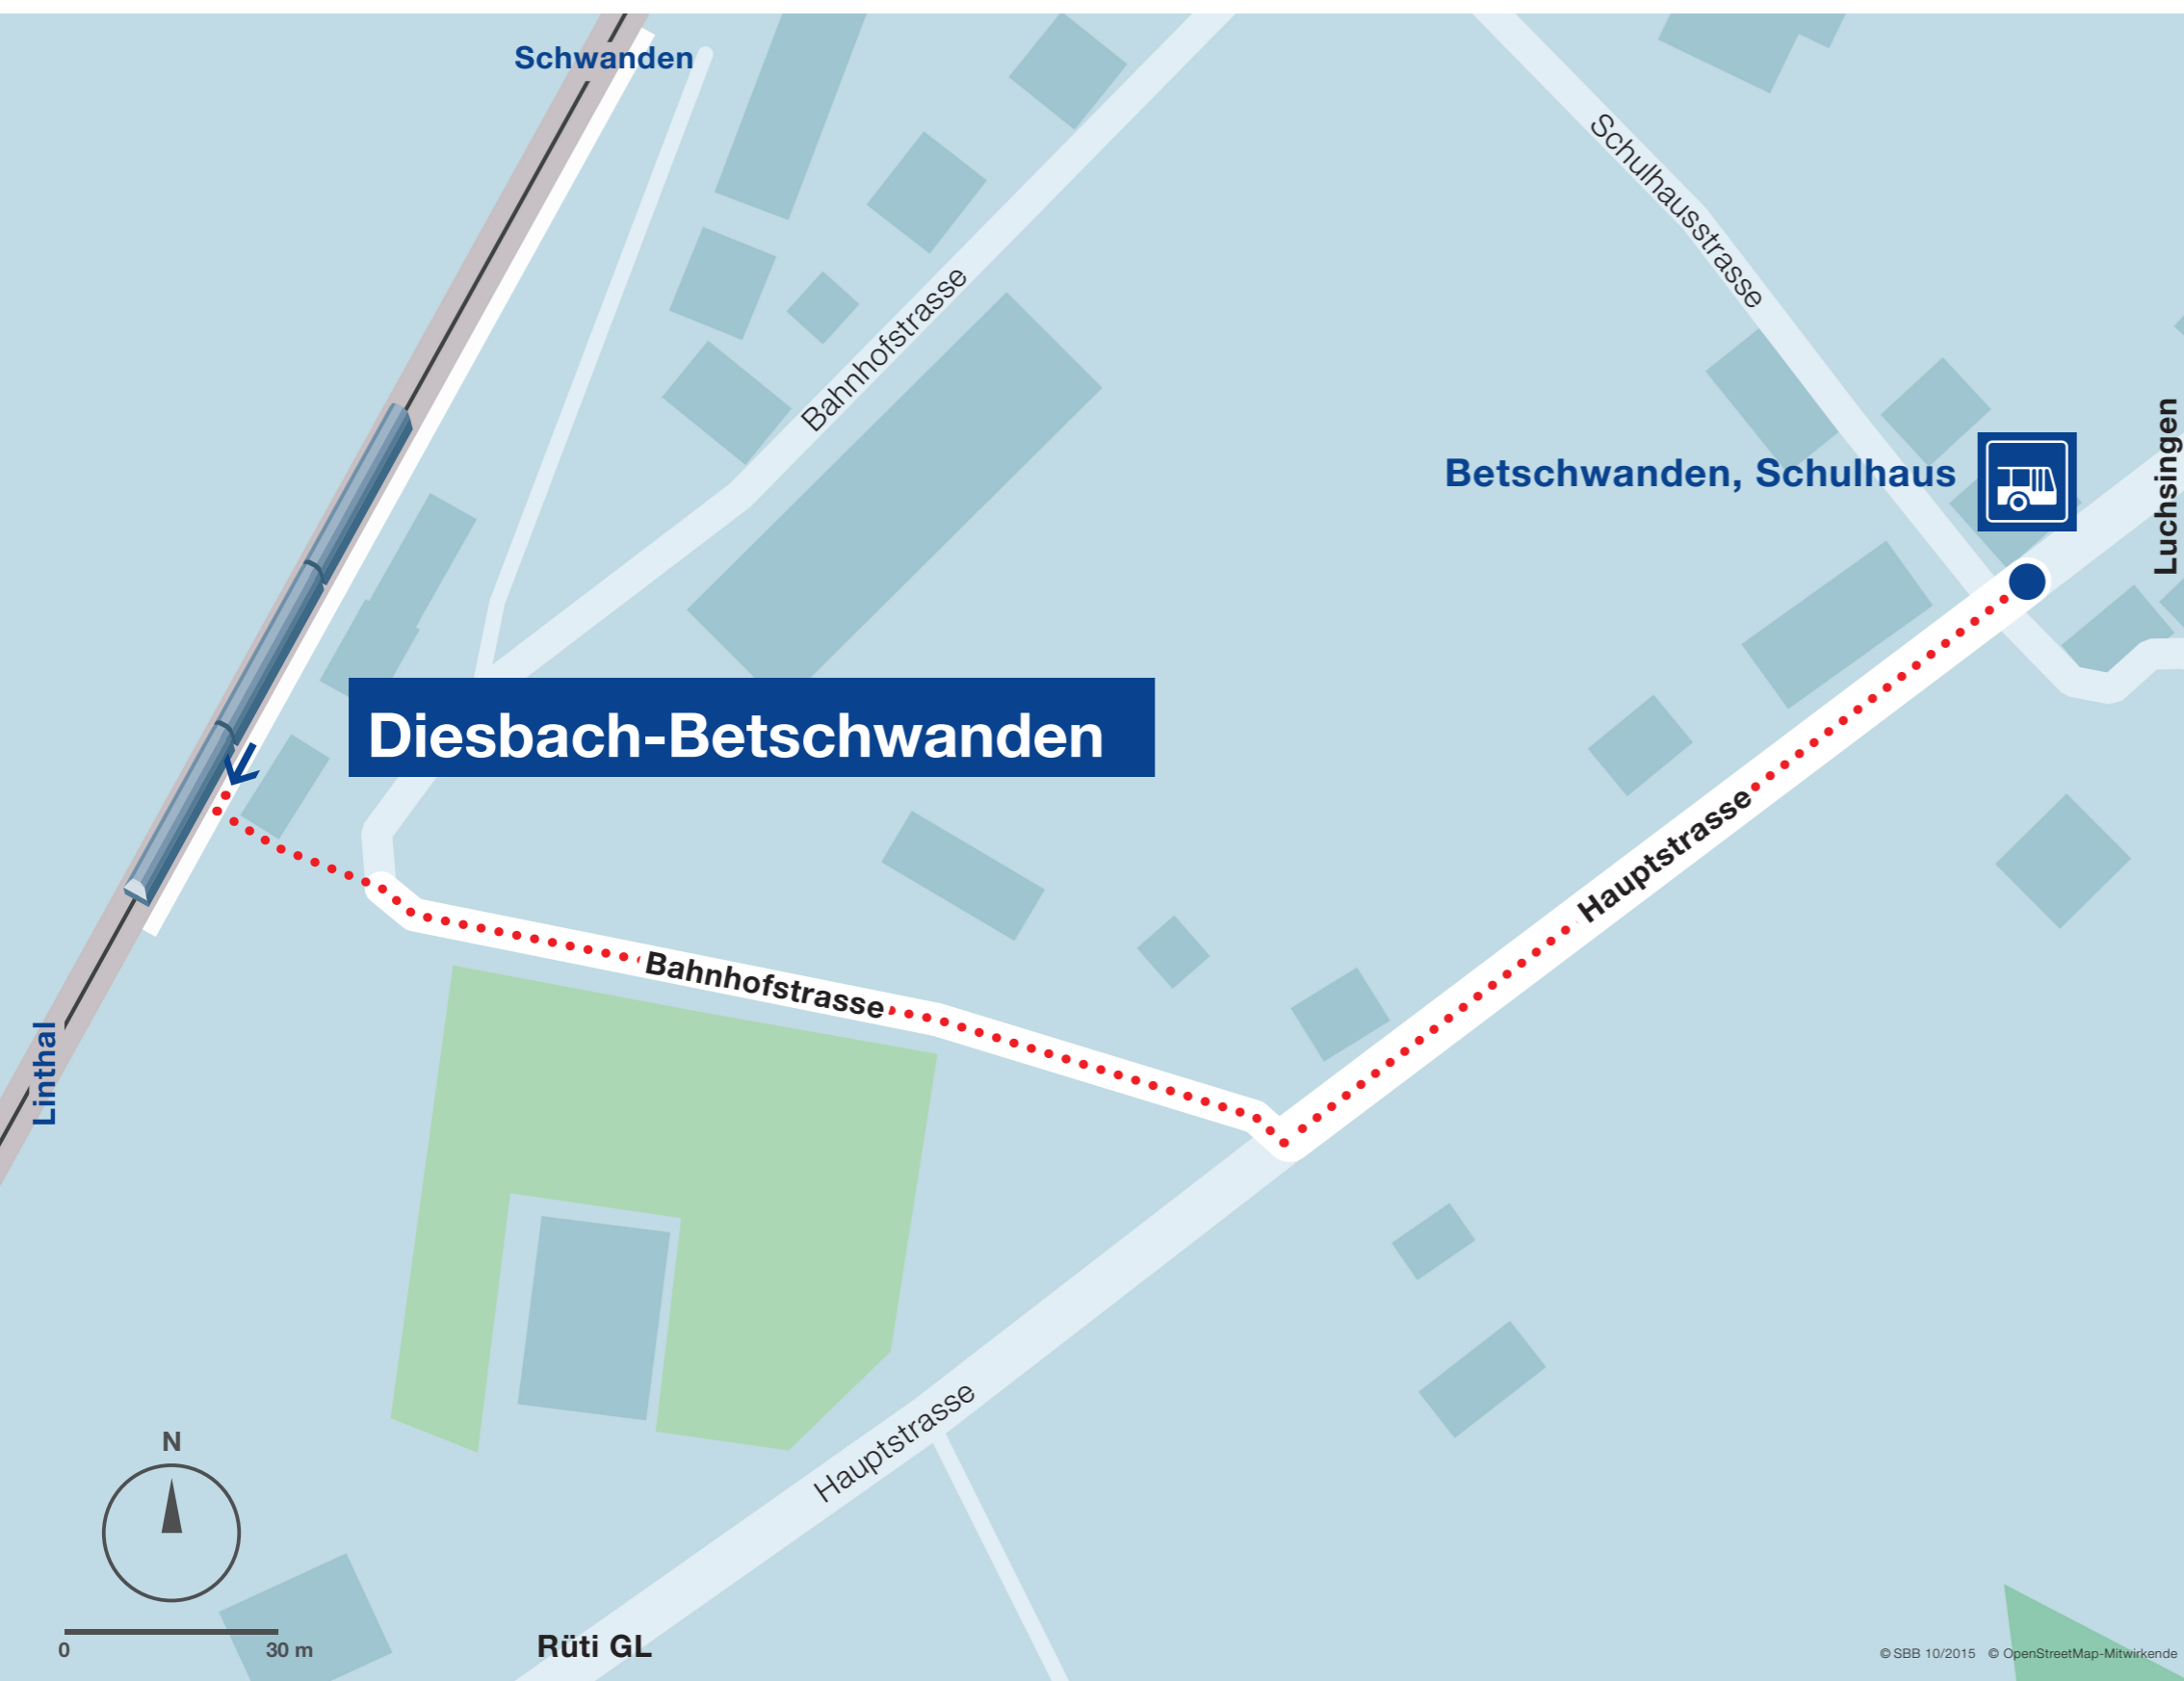 Schwanden
Schulhausstrasse
Bahnhofstrasse
Luchsingen
Betschwanden, Schulhaus
Diesbach-Betschwanden
Hauptstrasse
Bahnhofstrasse
Linthal
Hauptstrasse
N
0 30 m
Rüti GL
© SBB 10/2015 © OpenStreetMap-Mitwirkende